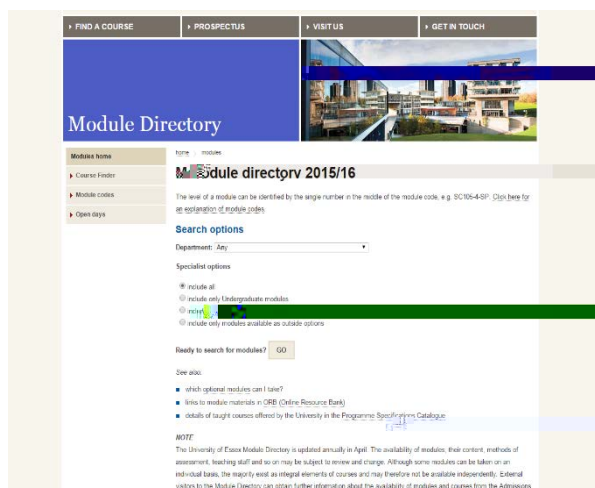 FIND A COURSE
PROSPECTUS
VISIT US
GET IN TOUCH
Module Directory
Modules home
Course Finder
Module codes
Open days
home modules
directory 2015/16
The level of a module can be identified by the single number in the middle of the module code, e.g. SC105-4-SP. Click here for
an explanation of module codes.
Search options
Department: Any
Specialist options
include all
include only Undergraduate modules
include only modules available as outside options
Ready to search for modules? GO
See also:
which optional modules can I take?
links to module materials in ORB (Online Resource Bank)
details of taught courses offered by the University in the Programme Specifications Catalogue
NOTE
The University of Essex Module Directory is updated annually in April. The availability of modules, their content, methods of
assessment, teaching staff and so on may be subject to review and change. Although some modules can be taken on an
individual basis, the majority exist as integral elements of courses and may therefore not be available independently. External
visitors to the Module Directory can obtain further information about the availability of modules and courses from the Admissions